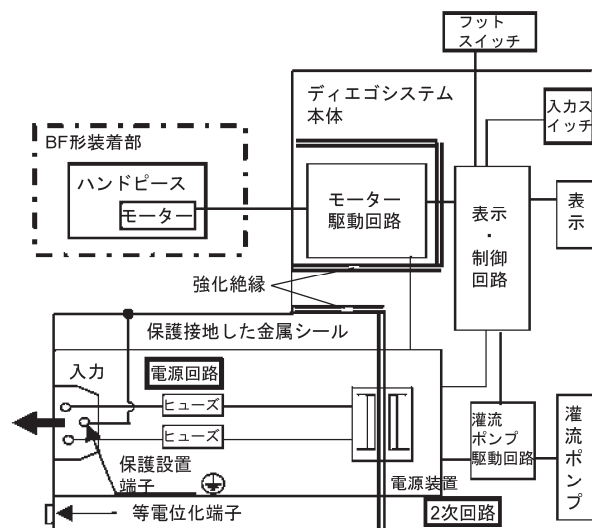 フット
スイッチ
ディエゴシステム
本体
入力ス
イッチ
BF形装着部
ハンドピース
モーター
モーター
駆動回路
表示
・
制御
回路
表
示
強化絶縁
保護接地した金属シール
入力
電源回路
ヒューズ
ヒューズ
保護設置
端子
電源装置
灌流
ポンプ
駆動回路
灌
流
ポ
ン
プ
2次回路
等電位化端子